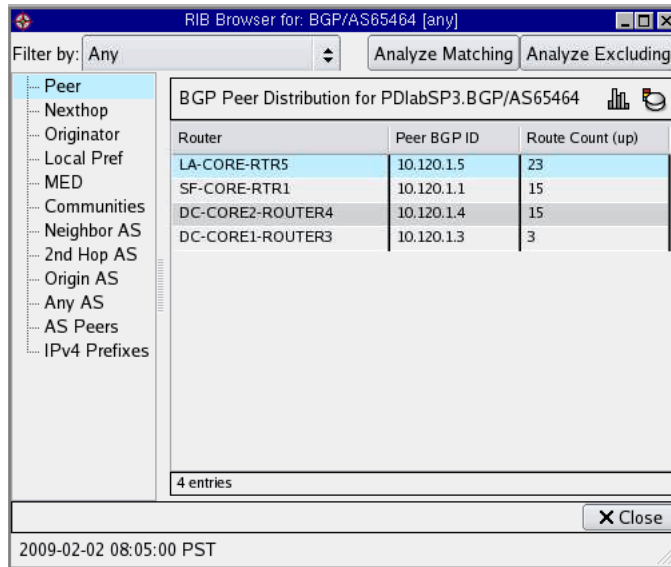 RIB Browser for: BGP/AS65464 [any]
Filter by: Any Analyze Matching Analyze Excluding
Peer
Nexthop
Originator
Local Pref
MED
Communities
Neighbor AS
2nd Hop AS
Origin AS
Any AS
AS Peers
IPv4 Prefixes
BGP Peer Distribution for PDlabSP3.BGP/AS65464
Router Peer BGP ID Route Count (up)
LA-CORE-RTR5 10.120.1.5 23
SF-CORE-RTR1 10.120.1.1 15
DC-CORE2-ROUTER4 10.120.1.4 15
DC-CORE1-ROUTER3 10.120.1.3 3
4 entries
Close
2009-02-02 08:05:00 PST